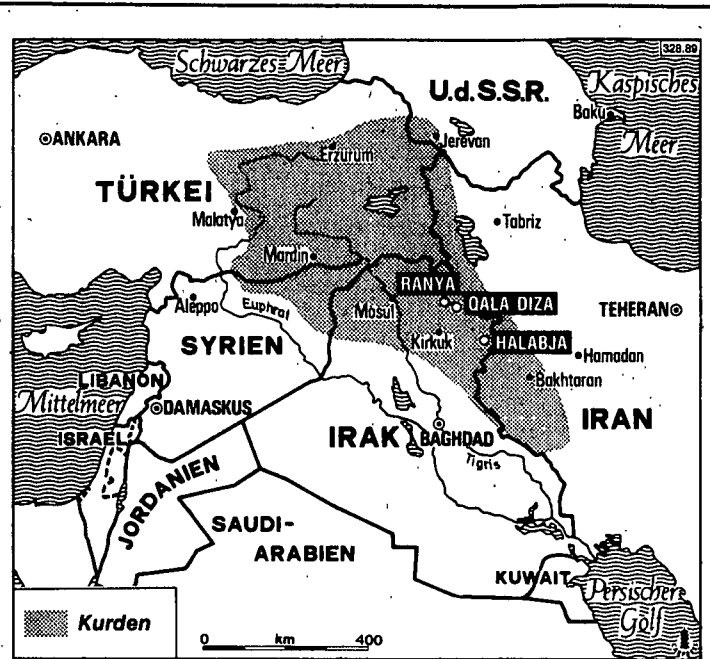 328.89
Schwarzes Meer
U.d.S.S.R.
Kaspisches
Meer
Baku
ANKARA
Erzurum
Jerevan
TÜRKEI
Malatya
Tabriz
Mardin
RANYA
QALA DIZA
TEHERAN
Aleppo
Euphrat
Mosul
Kirkuk
HALABJA
SYRIEN
Hamadan
LIBANON
Bakhtaran
Mittelmeer
DAMASKUS
IRAN
ISRAEL
IRAK
BAGHDAD
Tigris
JORDANIEN
SAUDI-
ARABIEN
KUWAIT
Persischer
Golf
Kurden
0 km 400